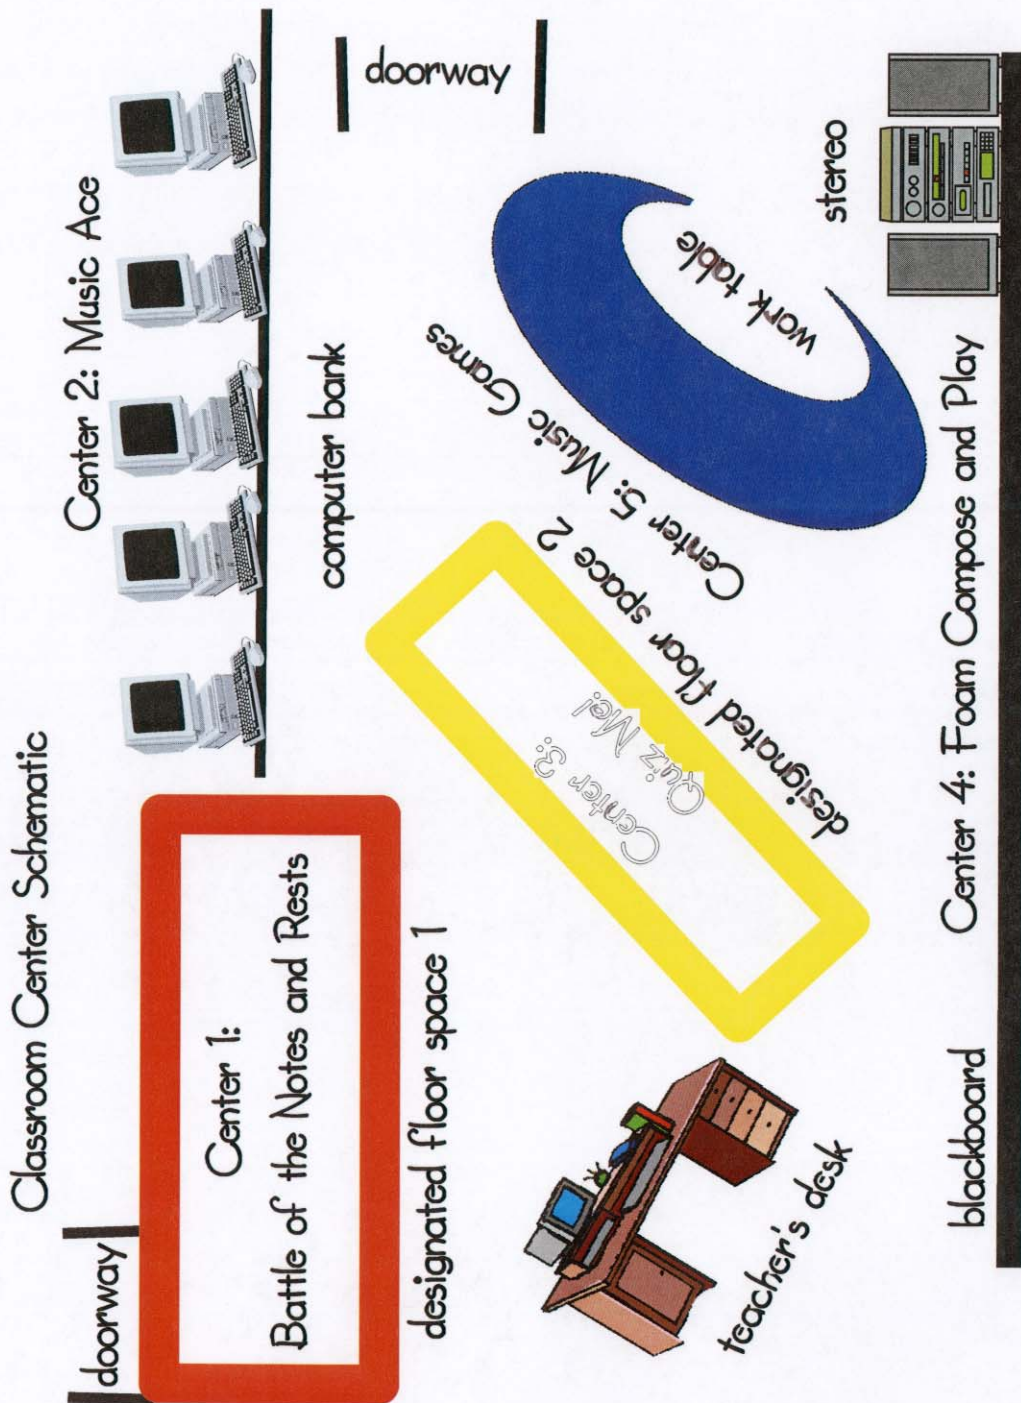 Classroom Center Schematic
doorway
Center 1:
Battle of the Notes and Rests
designated floor space 1
Center 2: Music Ace
computer bank
doorway
Center 3:
Quiz Me!
designated floor space 2
Center 5: Music Games
work table
teacher's desk
stereo
blackboard
Center 4: Foam Compose and Play